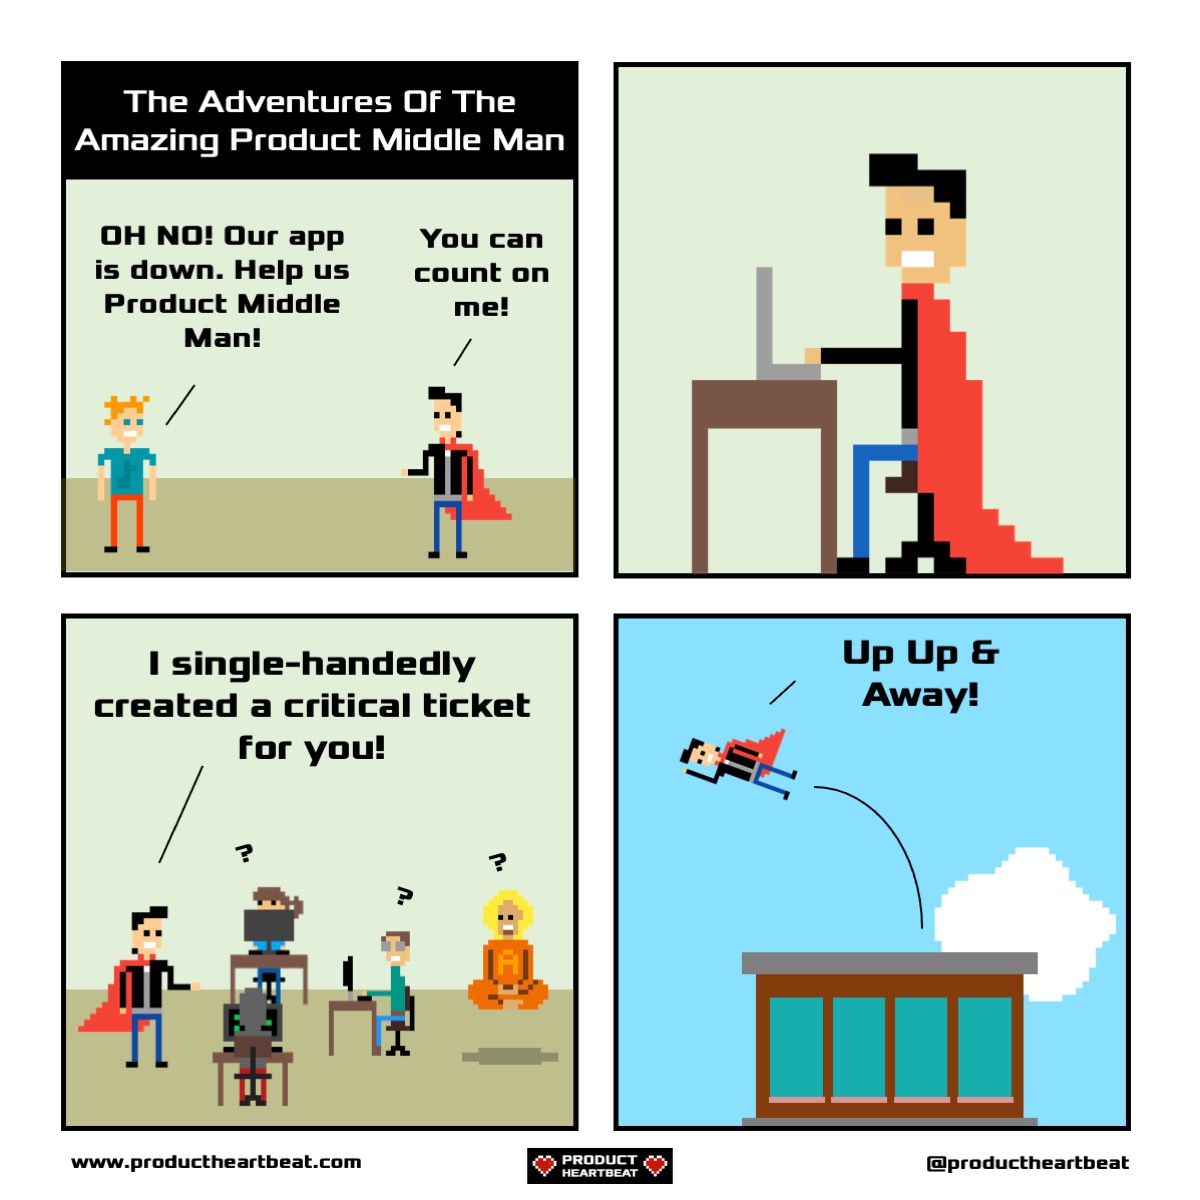 The Adventures Of The
Amazing Product Middle Man
OH NO! Our app
is down. Help us
Product Middle
Man!
You can
count on
me!
I single-handedly
created a critical ticket
for you!
?
?
?
Up Up &
Away!
www.productheartbeat.com
PRODUCT
HEARTBEAT
@productheartbeat